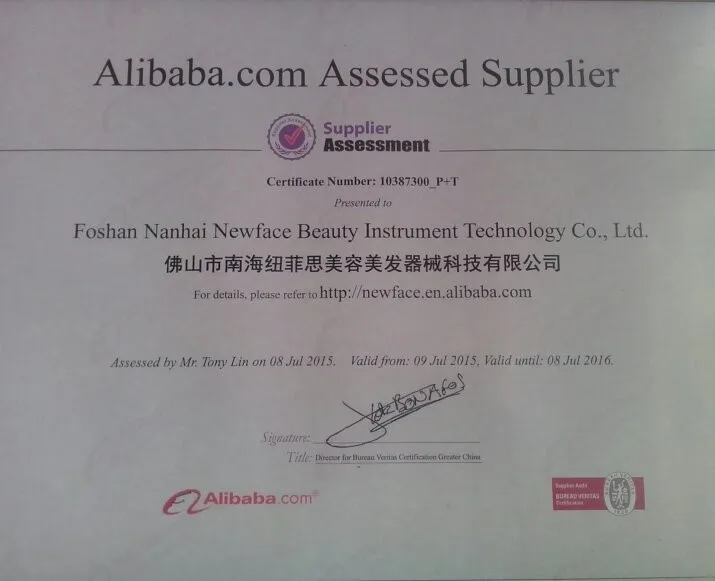 Alibaba.com Assessed Supplier
Supplier
Assessment
Certificate Number: 10387300_P+T
Presented to
Foshan Nanhai Newface Beauty Instrument Technology Co., Ltd.
佛山市南海纽菲思美容美发器械科技有限公司
For details, please refer to http://newface.en.alibaba.com
Assessed by Mr. Tony Lin on 08 Jul 2015. Valid from: 09 Jul 2015, Valid until: 08 Jul 2016.
Signature:
Title: Director for Bureau Veritas Certification Greater China
Alibaba.com®
Supplier Audit
BUREAU VERITAS
Certification